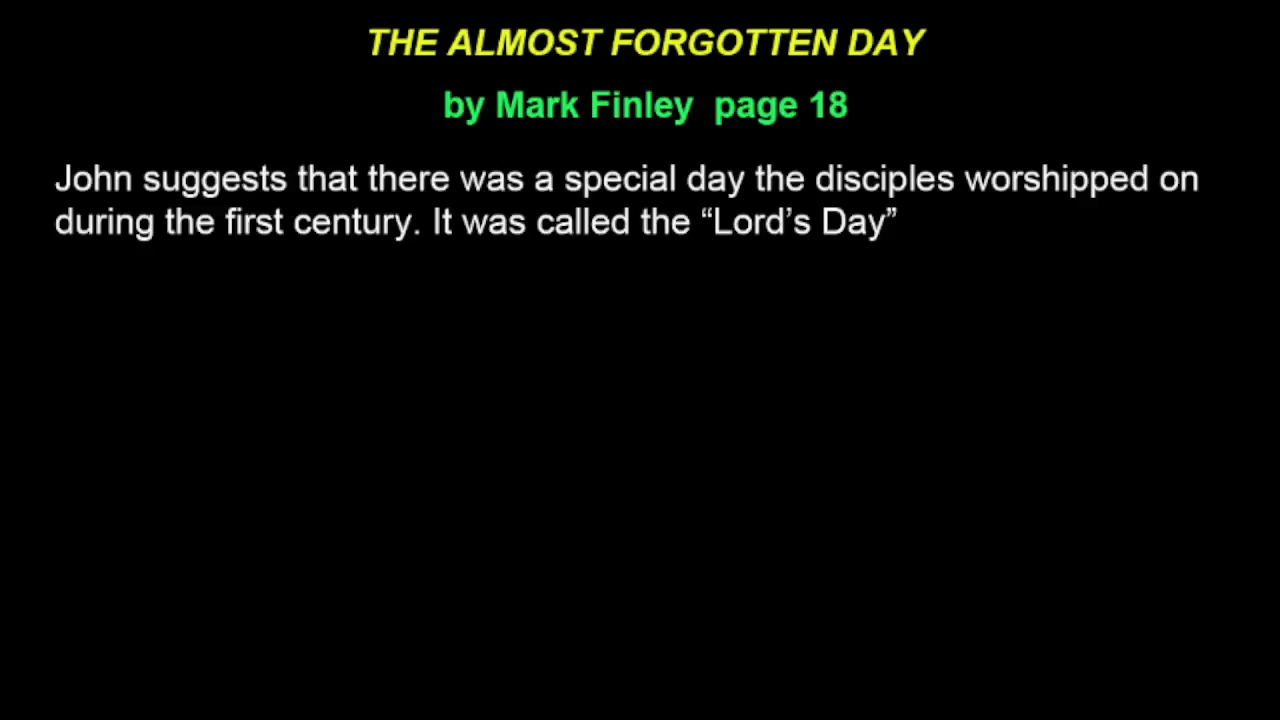 THE ALMOST FORGOTTEN DAY
by Mark Finley page 18
John suggests that there was a special day the disciples worshipped on
during the first century. It was called the “Lord’s Day”